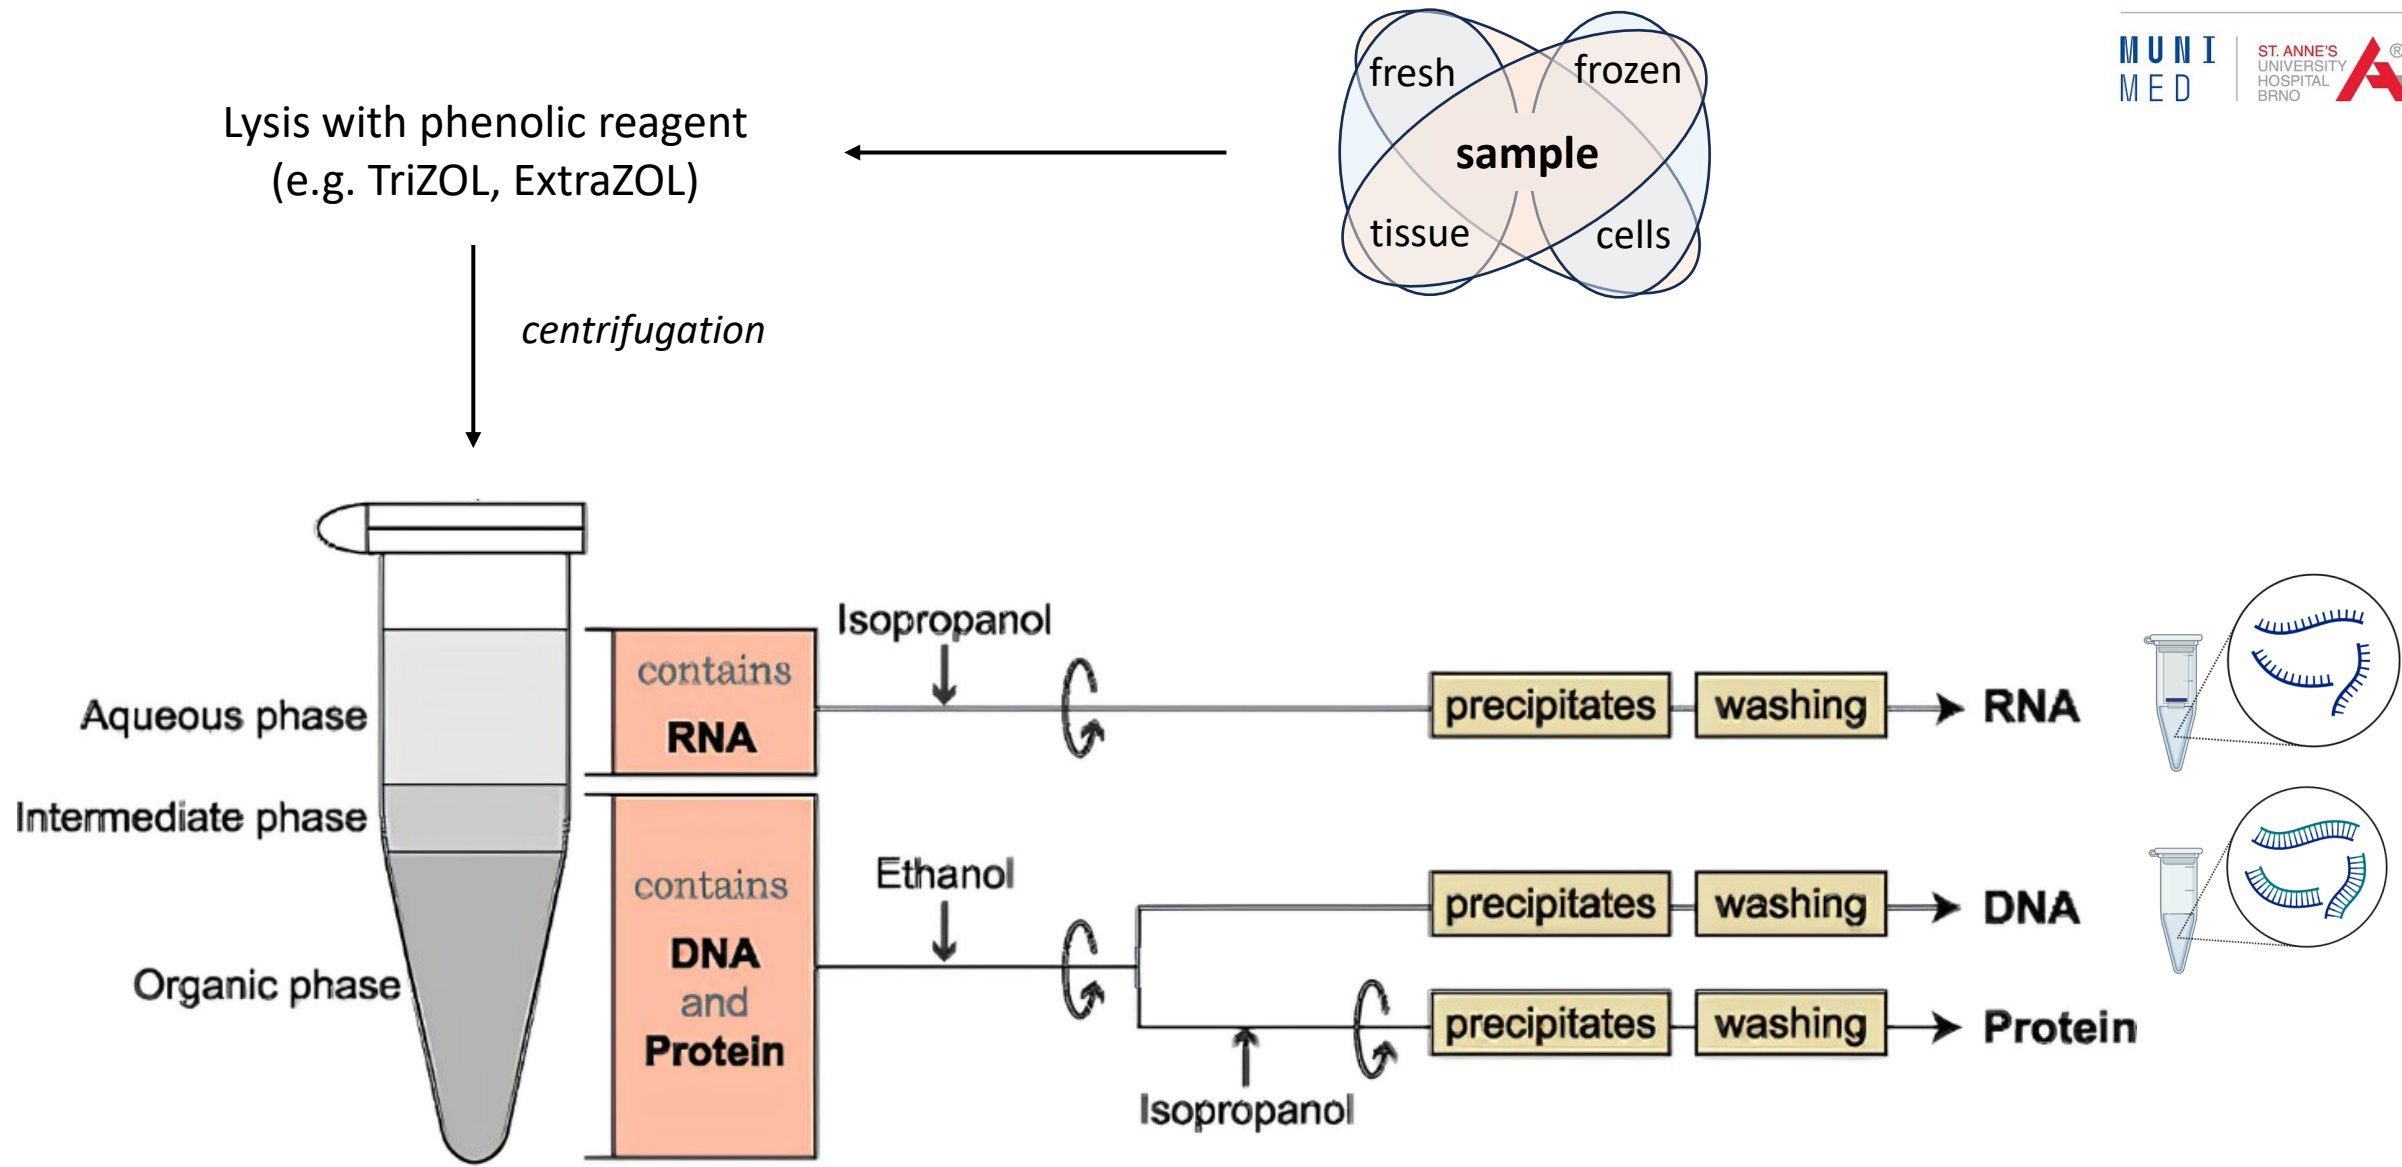 MUNI
MED
ST. ANNE'S
UNIVERSITY
HOSPITAL
BRNO
®
fresh
frozen
sample
tissue
cells
Lysis with phenolic reagent
(e.g. TriZOL, ExtraZOL)
centrifugation
Aqueous phase
Intermediate phase
Organic phase
contains
RNA
Isopropanol
precipitates
washing
RNA
contains
DNA
and
Protein
Ethanol
precipitates
washing
DNA
Isopropanol
precipitates
washing
Protein